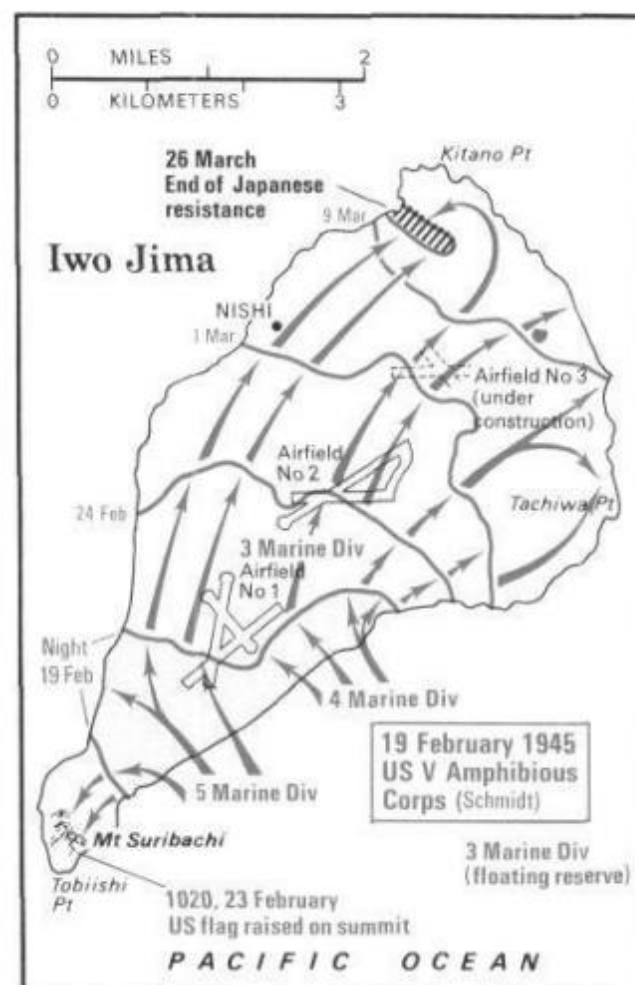 0 MILES 2
0 KILOMETERS 3
Kitano Pt
26 March
End of Japanese
resistance
9 Mar
Iwo Jima
NISHI
1 Mar
Airfield No 3
(under
construction)
Airfield
No 2
24 Feb
Tachiwa Pt
3 Marine Div
Airfield
No 1
Night
19 Feb
4 Marine Div
19 February 1945
US V Amphibious
Corps (Schmidt)
5 Marine Div
Mt Suribachi
3 Marine Div
(floating reserve)
Tobiishi
Pt
1020, 23 February
US flag raised on summit
PACIFIC OCEAN